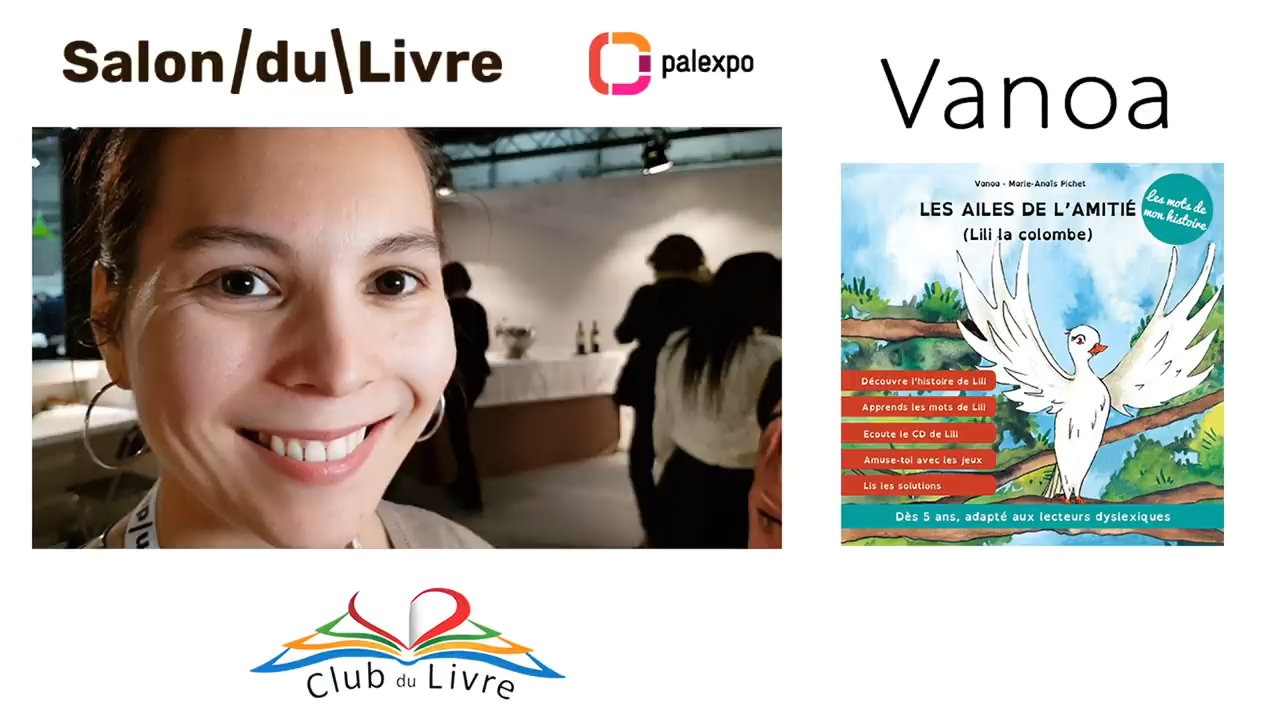 Salon/du\Livre
palexpo
Vanoa
Vanoa - Marie-Anaïs Pichet
LES AILES DE L'AMITIÉ
(Lili la colombe)
Les mots de
mon histoire
Découvre l'histoire de Lili
Apprends les mots de Lili
Ecoute le CD de Lili
Amuse-toi avec les jeux
Lis les solutions
Dès 5 ans, adapté aux lecteurs dyslexiques
Club du Livre